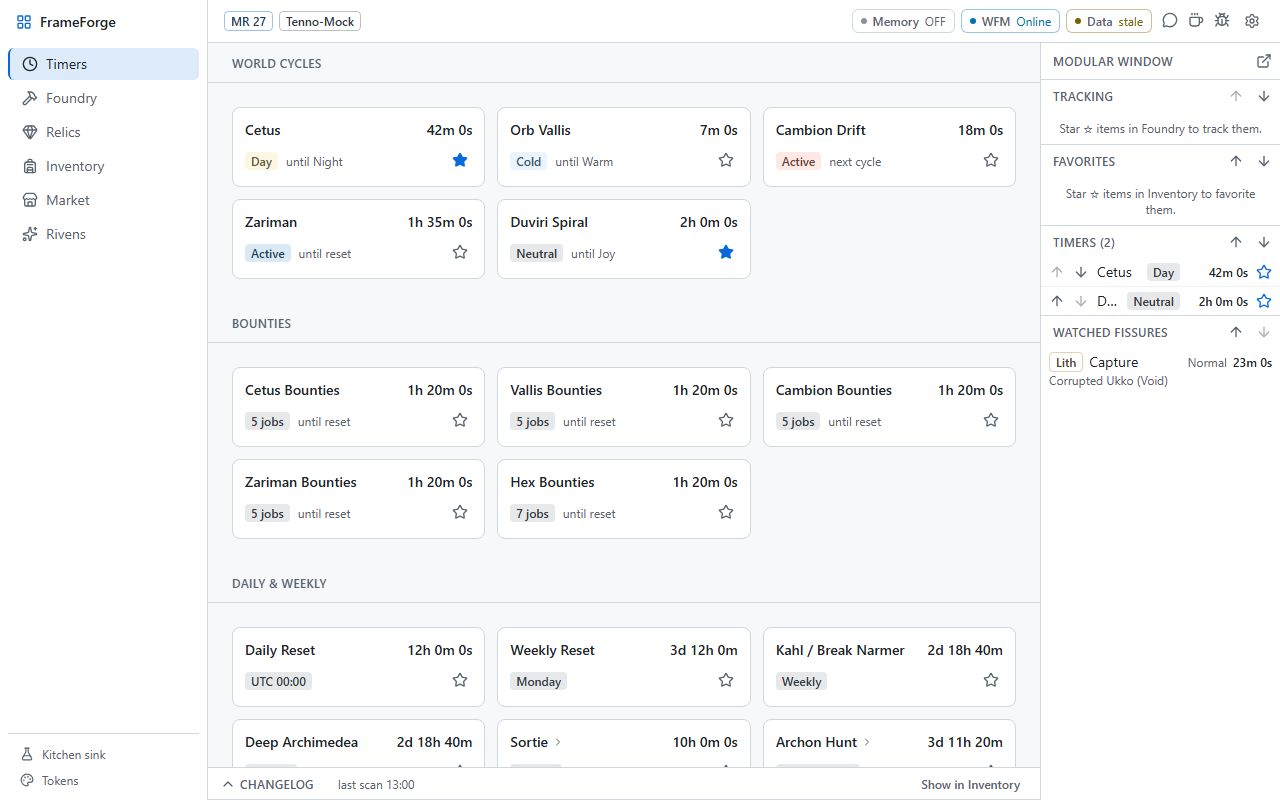 FrameForge
MR 27
Tenno-Mock
Memory OFF
WFM Online
Data stale
Timers
Foundry
Relics
Inventory
Market
Rivens
Kitchen sink
Tokens
WORLD CYCLES
Cetus 42m 0s
Day until Night
Orb Vallis 7m 0s
Cold until Warm
Cambion Drift 18m 0s
Active next cycle
Zariman 1h 35m 0s
Active until reset
Duviri Spiral 2h 0m 0s
Neutral until Joy
BOUNTIES
Cetus Bounties 1h 20m 0s
5 jobs until reset
Vallis Bounties 1h 20m 0s
5 jobs until reset
Cambion Bounties 1h 20m 0s
5 jobs until reset
Zariman Bounties 1h 20m 0s
5 jobs until reset
Hex Bounties 1h 20m 0s
7 jobs until reset
DAILY & WEEKLY
Daily Reset 12h 0m 0s
UTC 00:00
Weekly Reset 3d 12h 0m
Monday
Kahl / Break Narmer 2d 18h 40m
Weekly
Deep Archimedea 2d 18h 40m
Sortie 10h 0m 0s
Archon Hunt 3d 11h 20m
CHANGELOG last scan 13:00 Show in Inventory
MODULAR WINDOW
TRACKING
Star ☆ items in Foundry to track them.
FAVORITES
Star ☆ items in Inventory to favorite
them.
TIMERS (2)
Cetus Day 42m 0s
D... Neutral 2h 0m 0s
WATCHED FISSURES
Lith Capture Normal 23m 0s
Corrupted Ukko (Void)